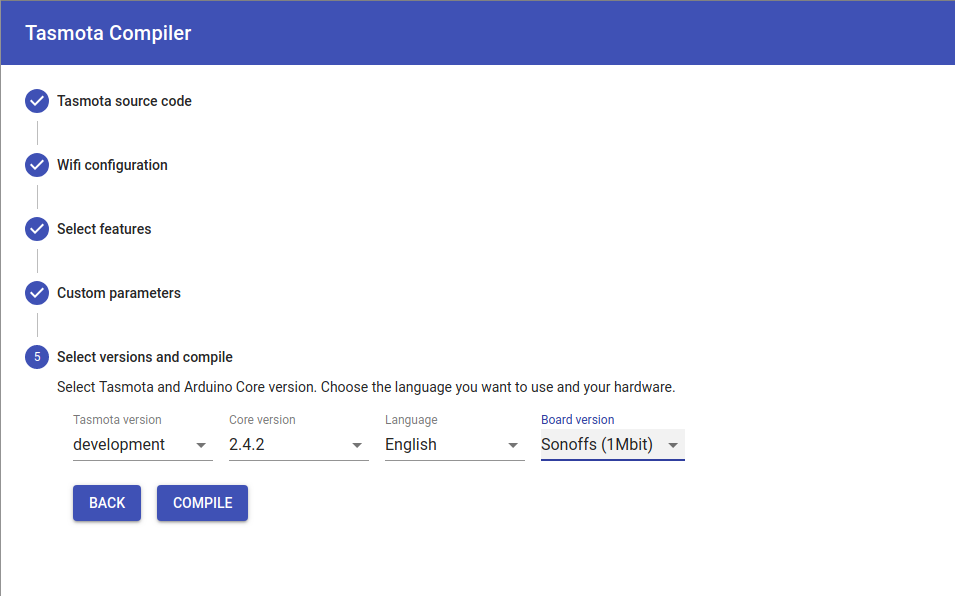 Tasmota Compiler
Tasmota source code
Wifi configuration
Select features
Custom parameters
5 Select versions and compile
Select Tasmota and Arduino Core version. Choose the language you want to use and your hardware.
Tasmota version Core version Language Board version
development 2.4.2 English Sonoffs (1Mbit)
BACK COMPILE